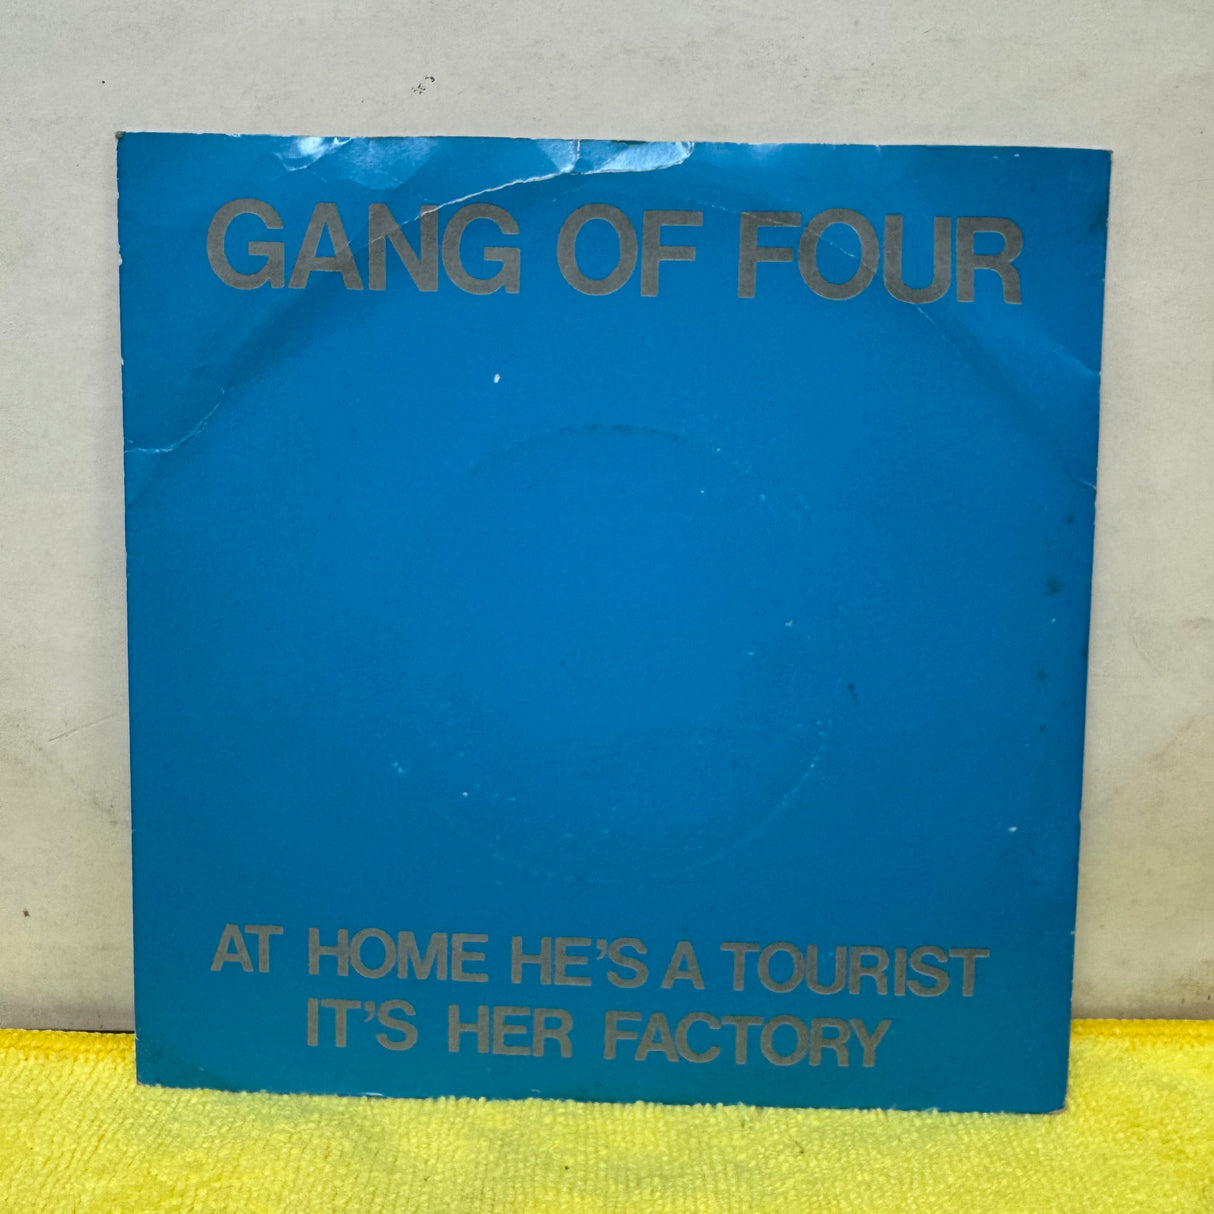 GANG OF FOUR
AT HOME HE'S A TOURIST
IT'S HER FACTORY